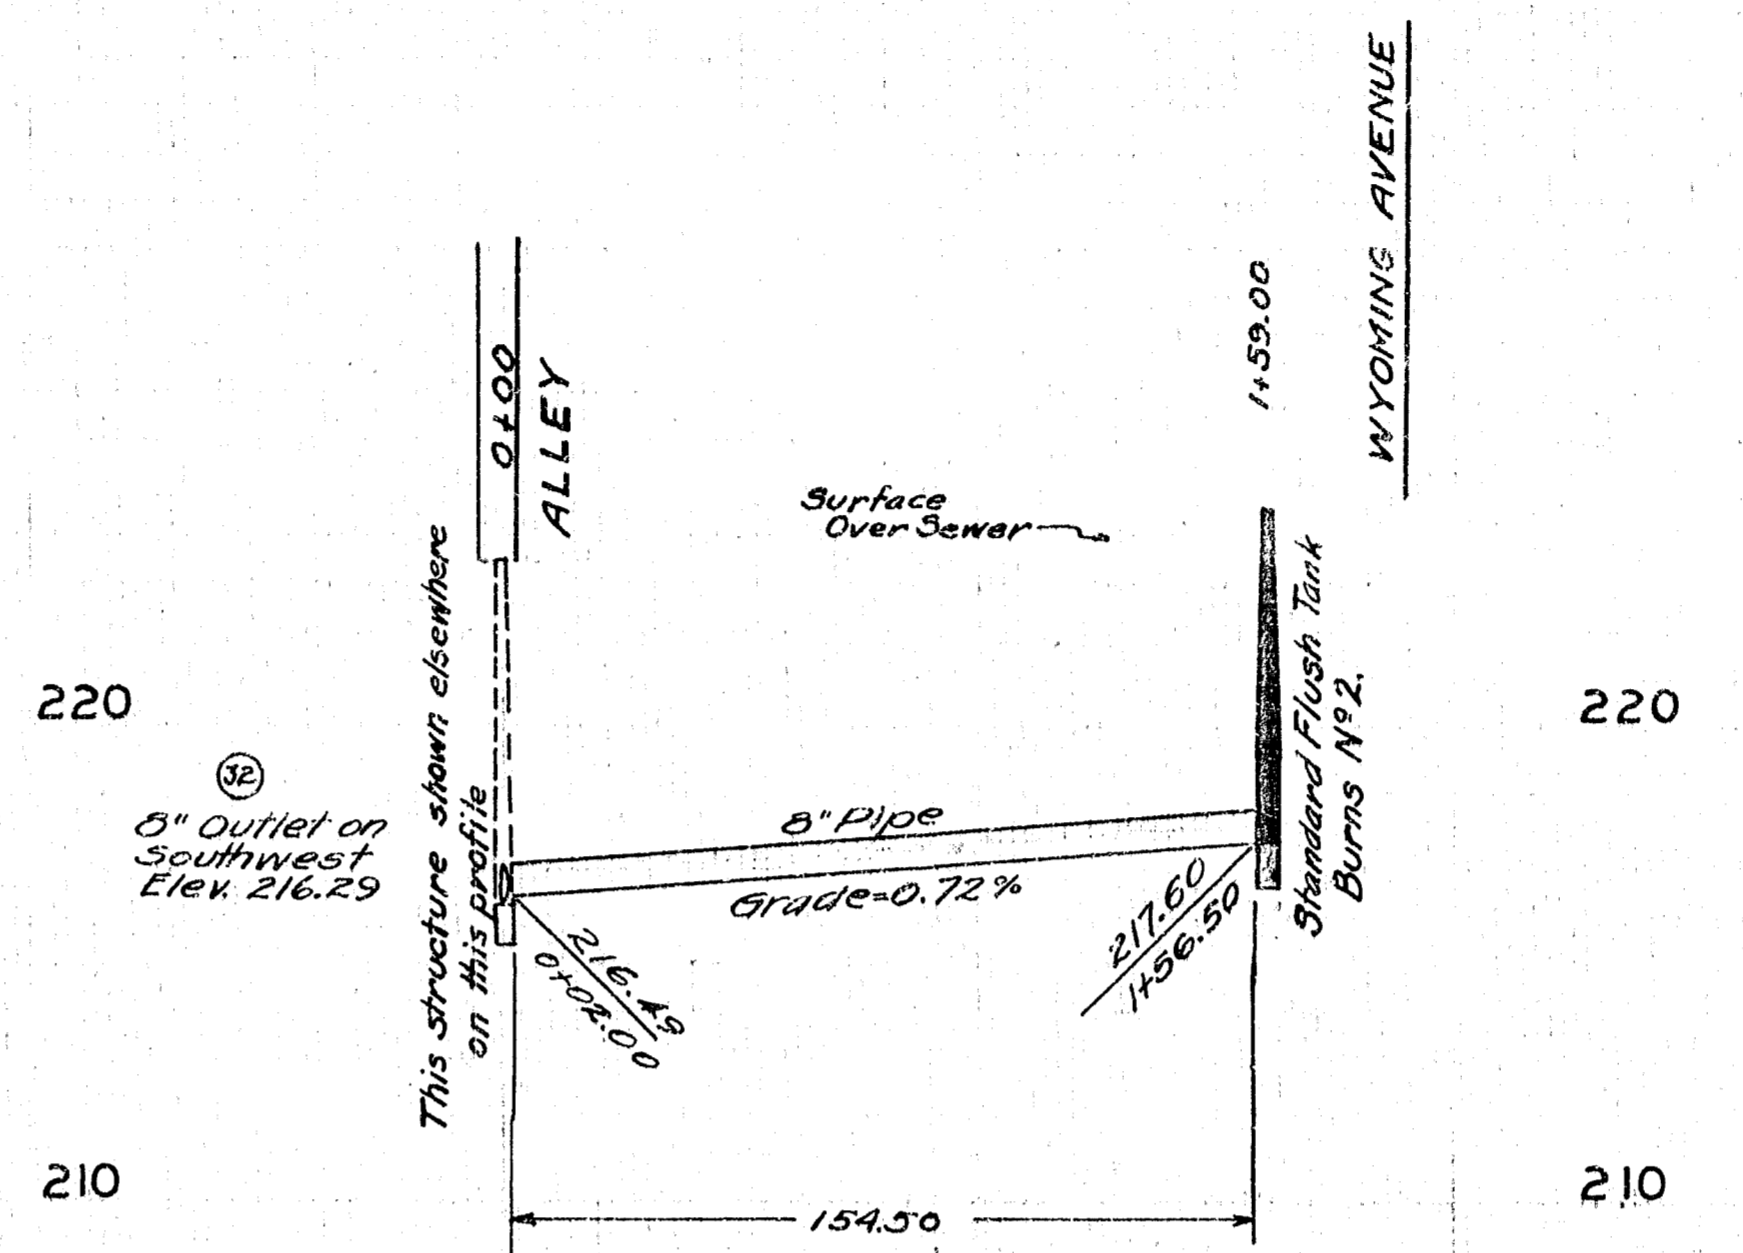 WYOMING AVENUE
0+00
ALLEY
1+59.00
Surface
Over Sewer
This structure shown elsewhere
on this profile
Standard Flush Tank
Burns Nº 2.
220
220
32
8" Outlet on
Southwest
Elev. 216.29
8" Pipe
Grade=0.72%
216.49
0+02.00
217.60
1+56.50
210
210
154.50